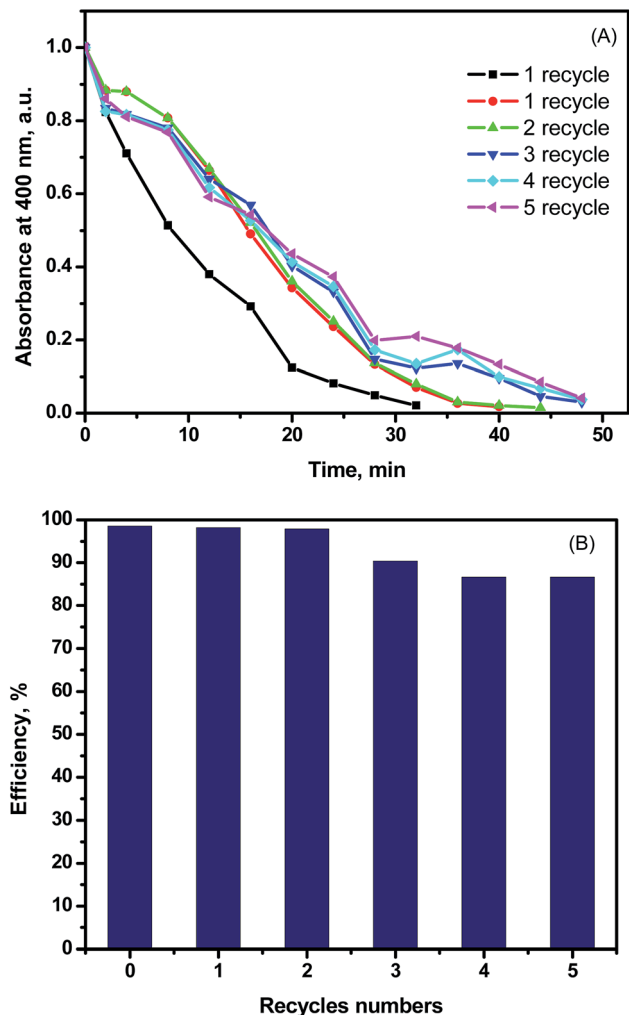 (A)
1 recycle
1 recycle
2 recycle
3 recycle
4 recycle
5 recycle
1.0
0.8
0.6
0.4
0.2
0.0
Absorbance at 400 nm, a.u.
0 10 20 30 40 50
Time, min
(B)
100
90
80
70
60
50
40
30
20
10
0
Efficiency, %
0 1 2 3 4 5
Recycles numbers